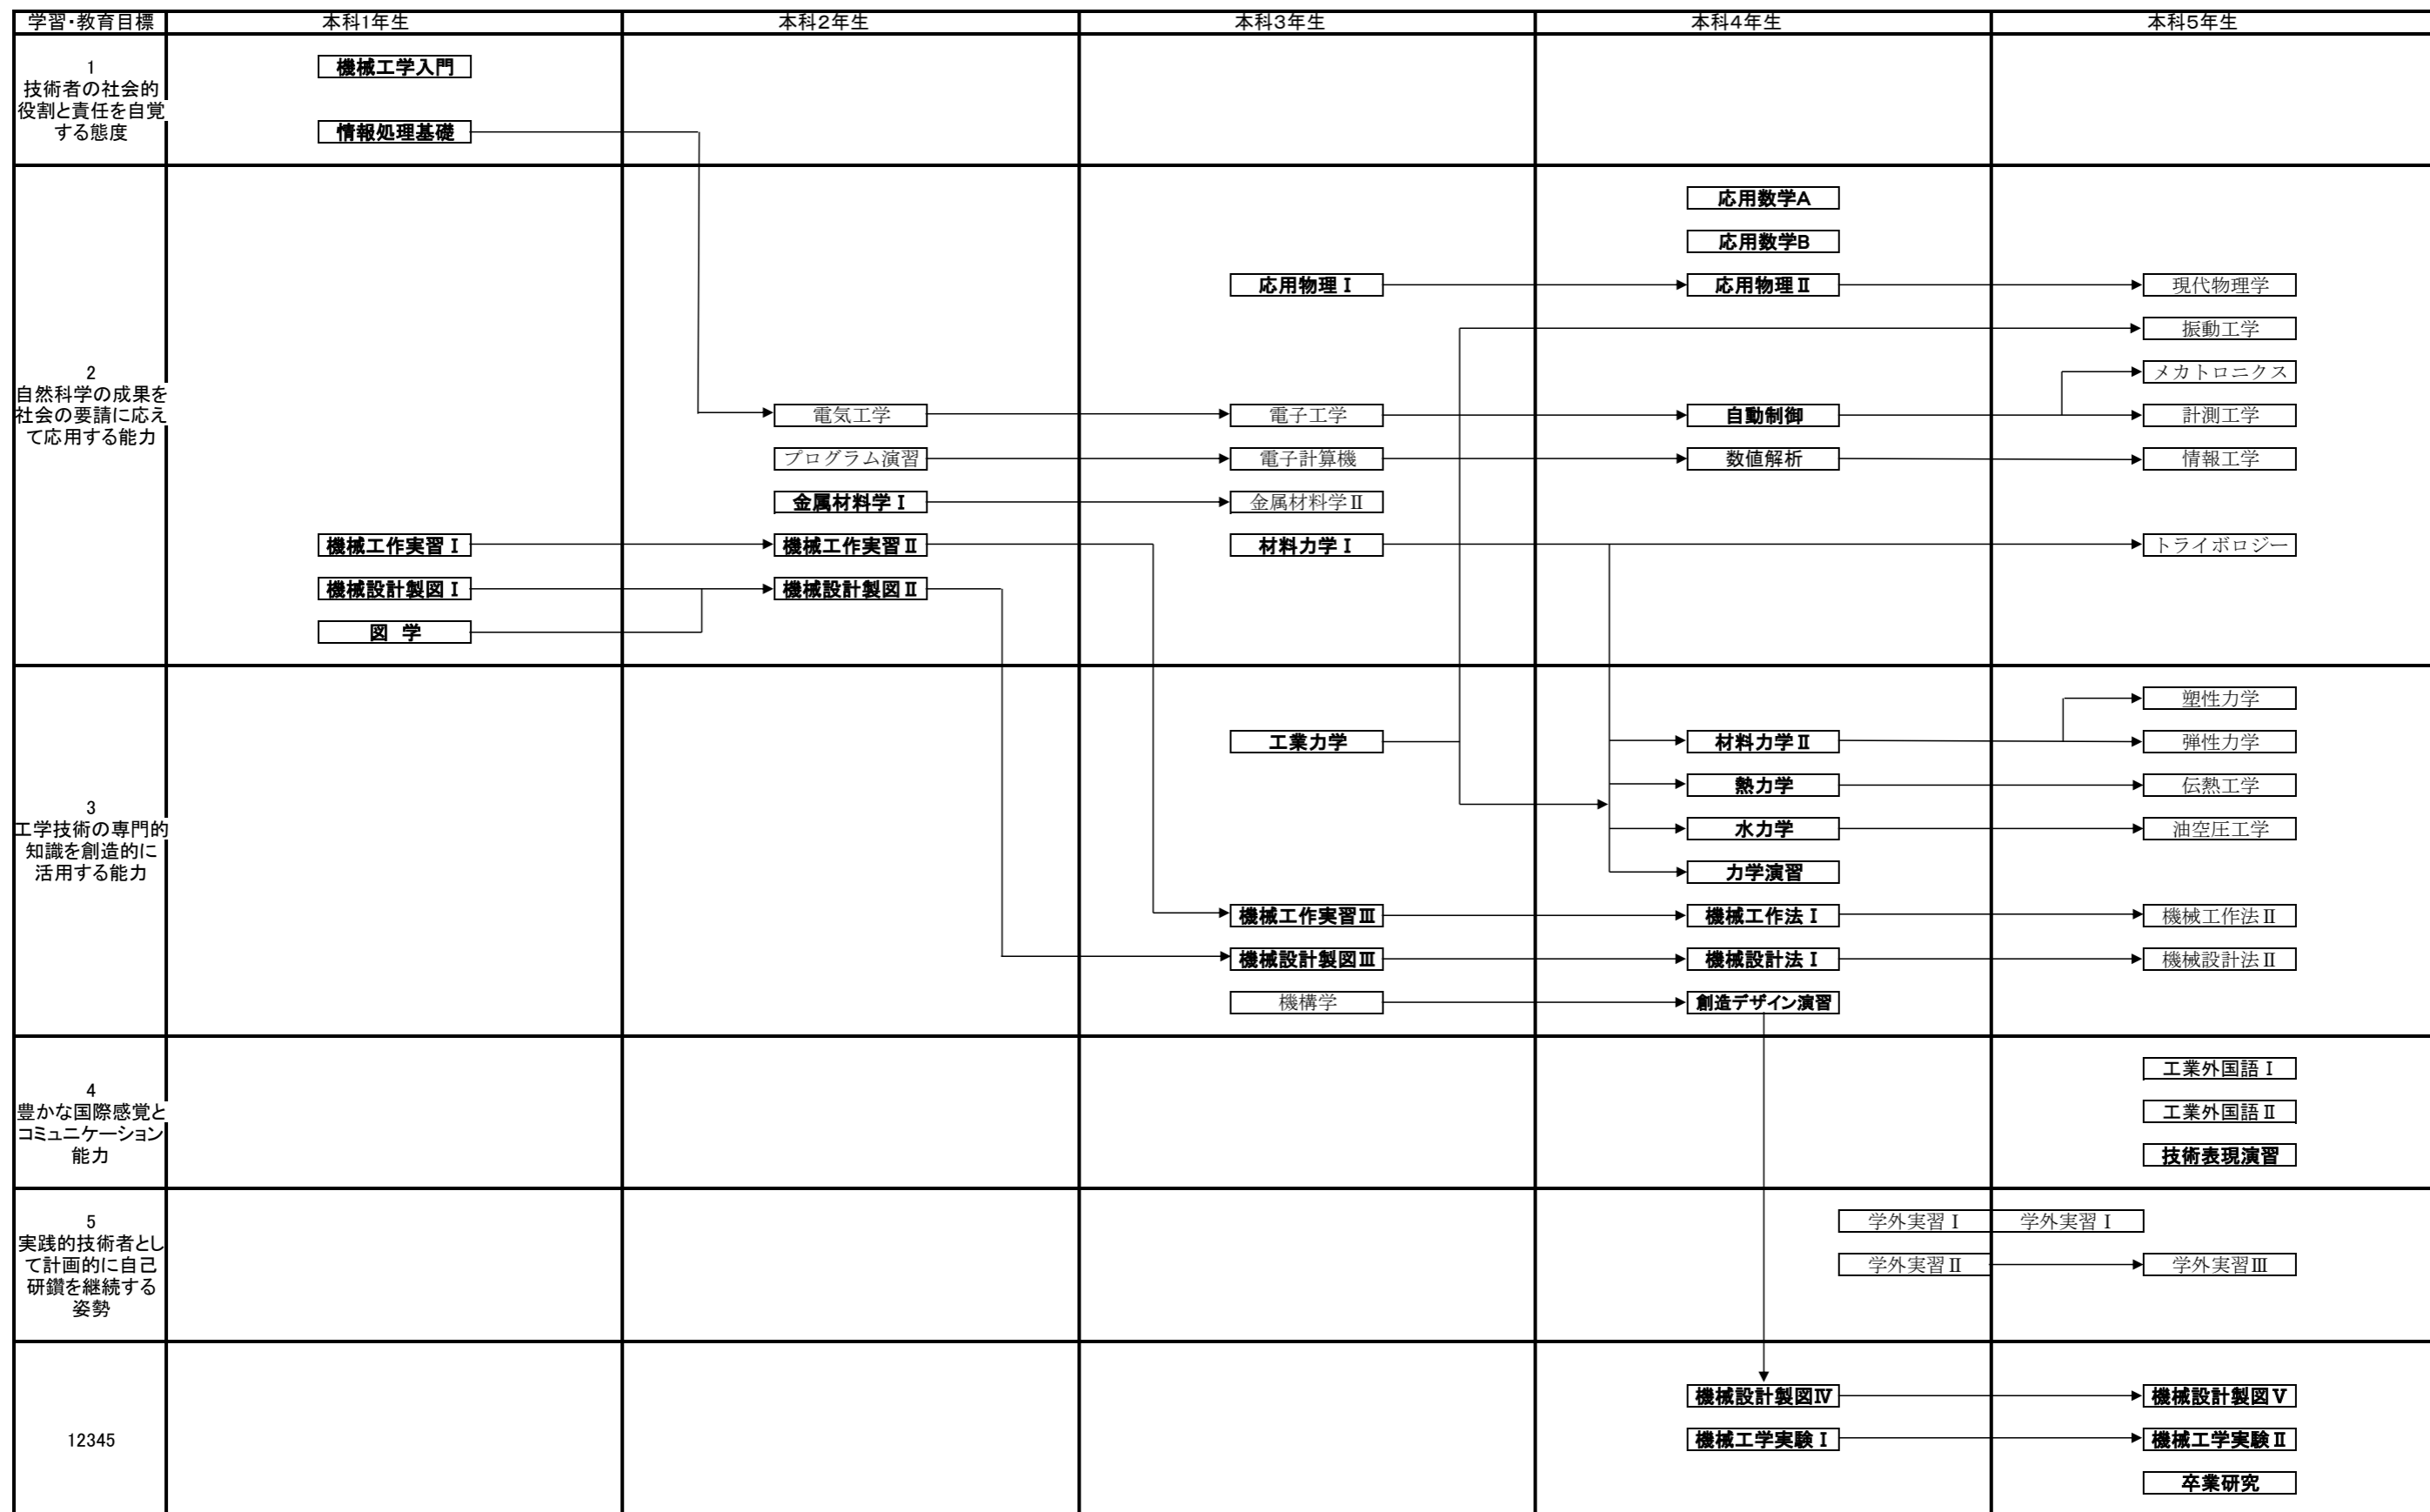 学習・教育目標 本科1年生 本科2年生 本科3年生 本科4年生 本科5年生
1
技術者の社会的
役割と責任を自覚
する態度
機械工学入門
情報処理基礎
2
自然科学の成果を
社会の要請に応え
て応用する能力
応用数学A
応用数学B
応用物理Ⅰ 応用物理Ⅱ 現代物理学
振動工学
メカトロニクス
電気工学 電子工学 自動制御 計測工学
プログラム演習 電子計算機 数値解析 情報工学
金属材料学Ⅰ 金属材料学Ⅱ
機械工作実習Ⅰ 機械工作実習Ⅱ 材料力学Ⅰ トライボロジー
機械設計製図Ⅰ 機械設計製図Ⅱ
図 学
3
工学技術の専門的
知識を創造的に
活用する能力
塑性力学
工業力学 材料力学Ⅱ 弾性力学
熱力学 伝熱工学
水力学 油空圧工学
力学演習
機械工作実習Ⅲ 機械工作法Ⅰ 機械工作法Ⅱ
機械設計製図Ⅲ 機械設計法Ⅰ 機械設計法Ⅱ
機構学 創造デザイン演習
4
豊かな国際感覚と
コミュニケーション
能力
工業外国語Ⅰ
工業外国語Ⅱ
技術表現演習
5
実践的技術者とし
て計画的に自己
研鑽を継続する
姿勢
学外実習Ⅰ 学外実習Ⅰ
学外実習Ⅱ 学外実習Ⅲ
12345
機械設計製図Ⅳ 機械設計製図Ⅴ
機械工学実験Ⅰ 機械工学実験Ⅱ
卒業研究